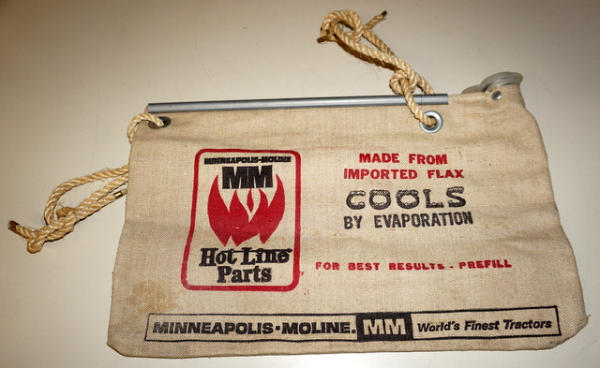 MINNEAPOLIS-MOLINE
MM
Hot Line
Parts
MADE FROM
IMPORTED FLAX
COOLS
BY EVAPORATION
FOR BEST RESULTS - PREFILL
MINNEAPOLIS-MOLINE. MM World's Finest Tractors